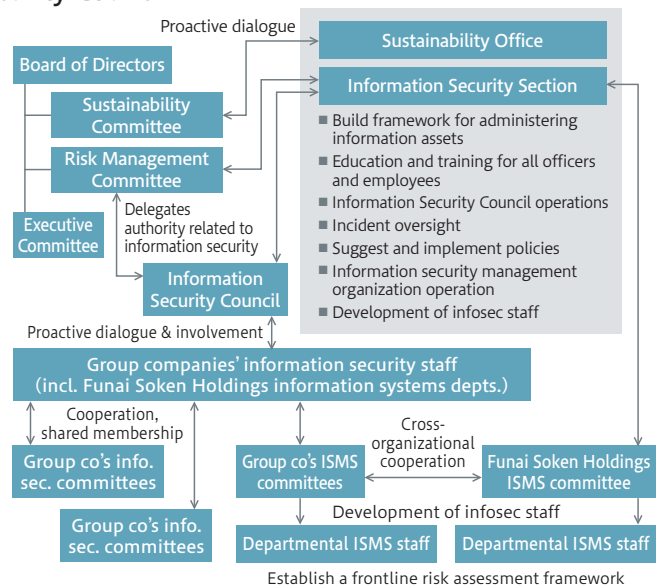 Proactive dialogue
Sustainability Office
Board of Directors
Information Security Section
Sustainability
Committee
■ Build framework for administering
information assets
■ Education and training for all officers
and employees
■ Information Security Council operations
■ Incident oversight
■ Suggest and implement policies
■ Information security management
organization operation
■ Development of infosec staff
Risk Management
Committee
Executive
Committee
Delegates
authority related to
information security
Information
Security Council
Proactive dialogue & involvement
Group companies' information security staff
(incl. Funai Soken Holdings information systems depts.)
Cooperation,
shared membership
Cross-
organizational
cooperation
Group co's info.
sec. committees
Group co's ISMS
committees
Funai Soken Holdings
ISMS committee
Group co's info.
sec. committees
Development of infosec staff
Departmental ISMS staff
Departmental ISMS staff
Establish a frontline risk assessment framework